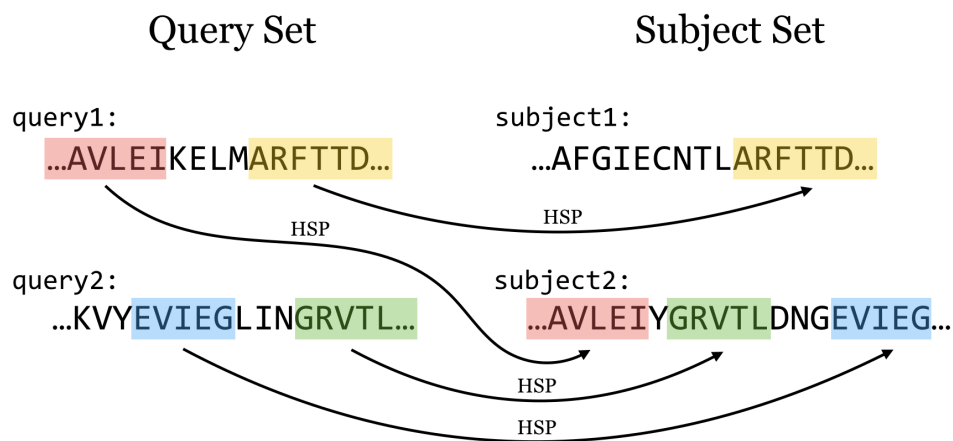 Query Set
Subject Set
query1:
…AVLEIKELMARFTTD…
subject1:
…AFGIECNTLARFTTD…
HSP
HSP
query2:
…KVYEVIEGLINGRVTL…
subject2:
…AVLEIYGRVTLDNGEVIEG…
HSP
HSP